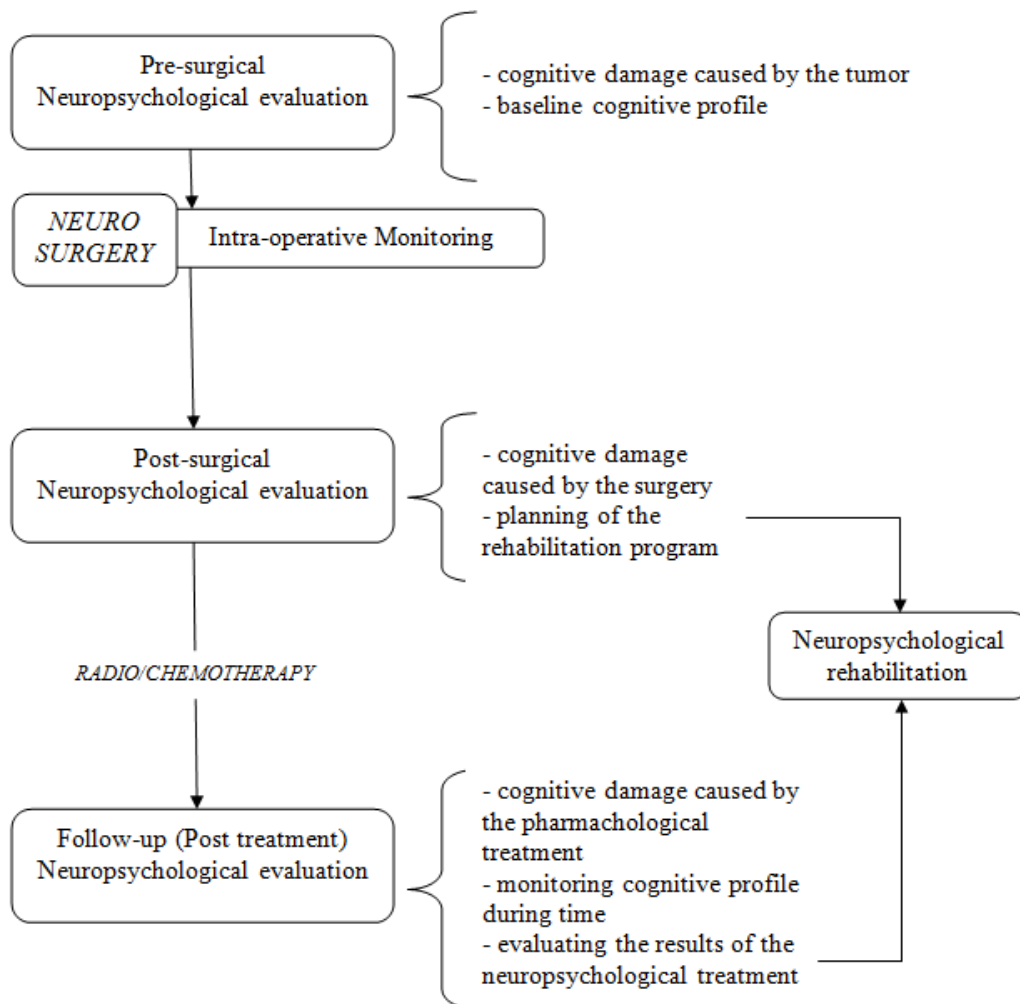 Pre-surgical
Neuropsychological evaluation
- cognitive damage caused by the tumor
- baseline cognitive profile
NEURO
SURGERY
Intra-operative Monitoring
Post-surgical
Neuropsychological evaluation
- cognitive damage
caused by the surgery
- planning of the
rehabilitation program
Neuropsychological
rehabilitation
RADIO/CHEMOTHERAPY
Follow-up (Post treatment)
Neuropsychological evaluation
- cognitive damage caused by
the pharmachological
treatment
- monitoring cognitive profile
during time
- evaluating the results of the
neuropsychological treatment